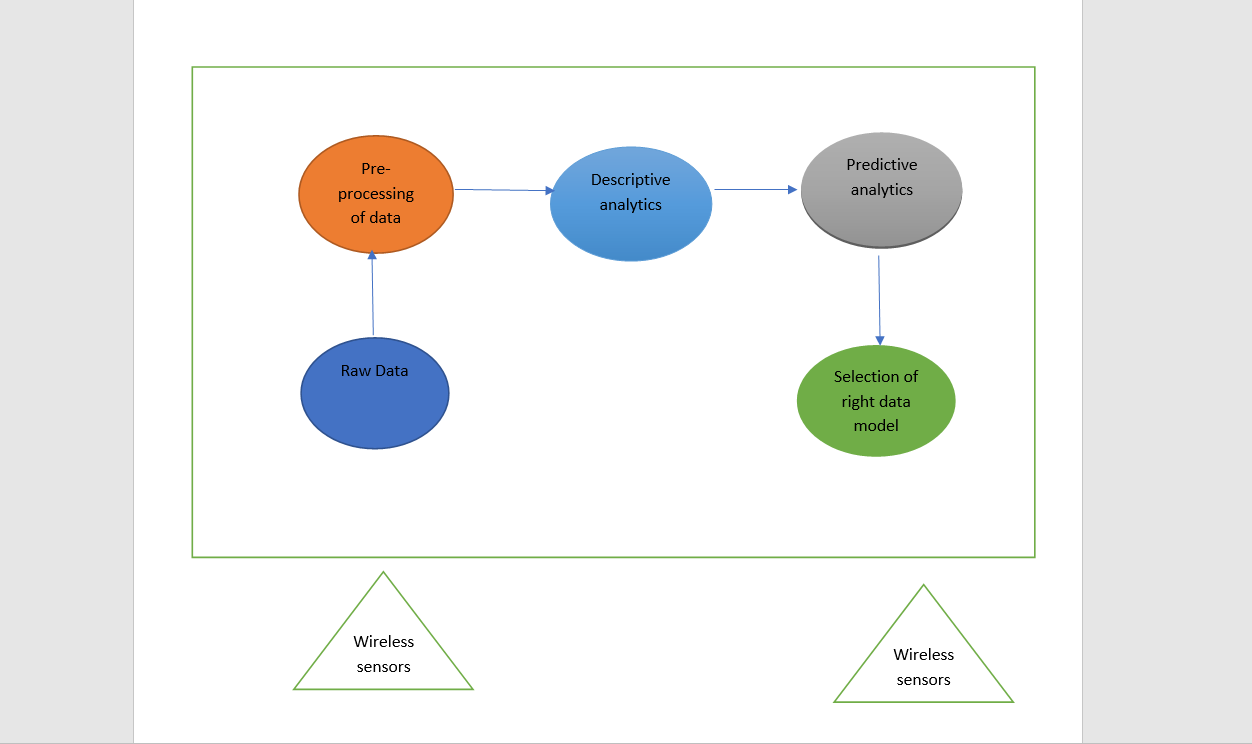 Pre-
processing
of data
Descriptive
analytics
Predictive
analytics
Raw Data
Selection of
right data
model
Wireless
sensors
Wireless
sensors